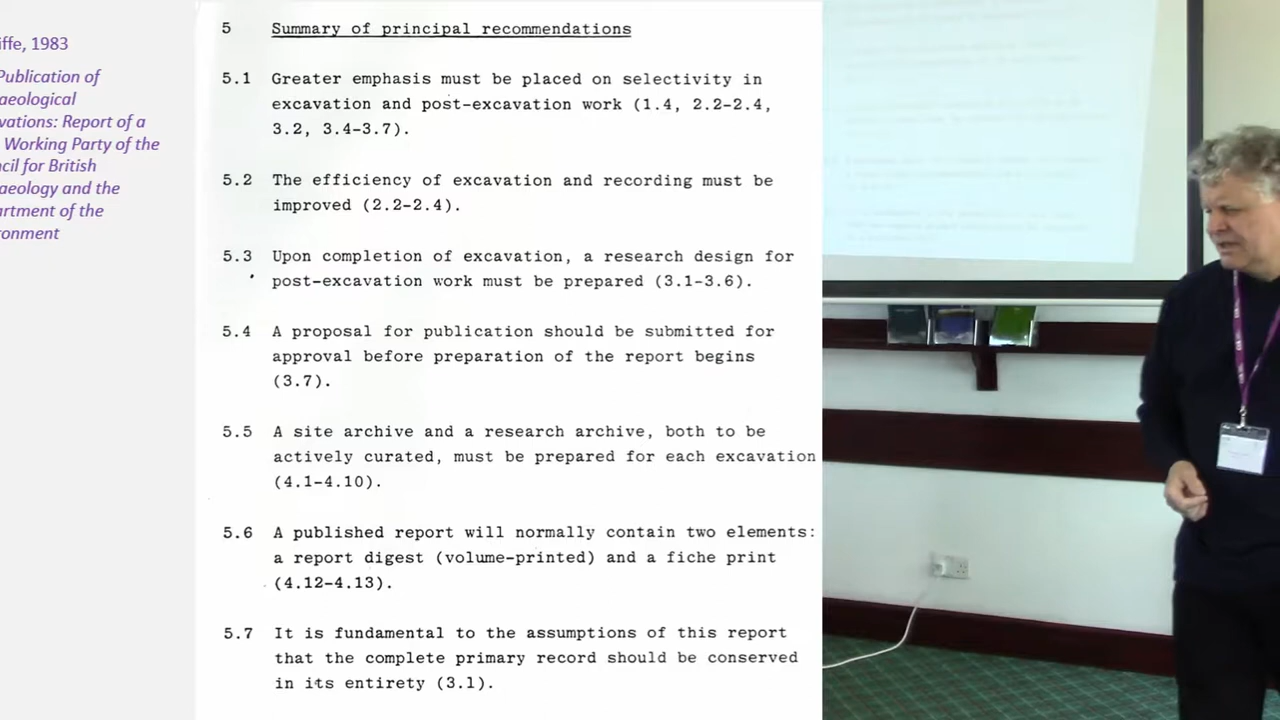 iffe, 1983
Publication of
aeological
vations: Report of a
Working Party of the
ncil for British
aeology and the
artment of the
ronment
5 Summary of principal recommendations
5.1 Greater emphasis must be placed on selectivity in
excavation and post-excavation work (1.4, 2.2-2.4,
3.2, 3.4-3.7).
5.2 The efficiency of excavation and recording must be
improved (2.2-2.4).
5.3 Upon completion of excavation, a research design for
post-excavation work must be prepared (3.1-3.6).
5.4 A proposal for publication should be submitted for
approval before preparation of the report begins
(3.7).
5.5 A site archive and a research archive, both to be
actively curated, must be prepared for each excavation
(4.1-4.10).
5.6 A published report will normally contain two elements:
a report digest (volume-printed) and a fiche print
(4.12-4.13).
5.7 It is fundamental to the assumptions of this report
that the complete primary record should be conserved
in its entirety (3.1).